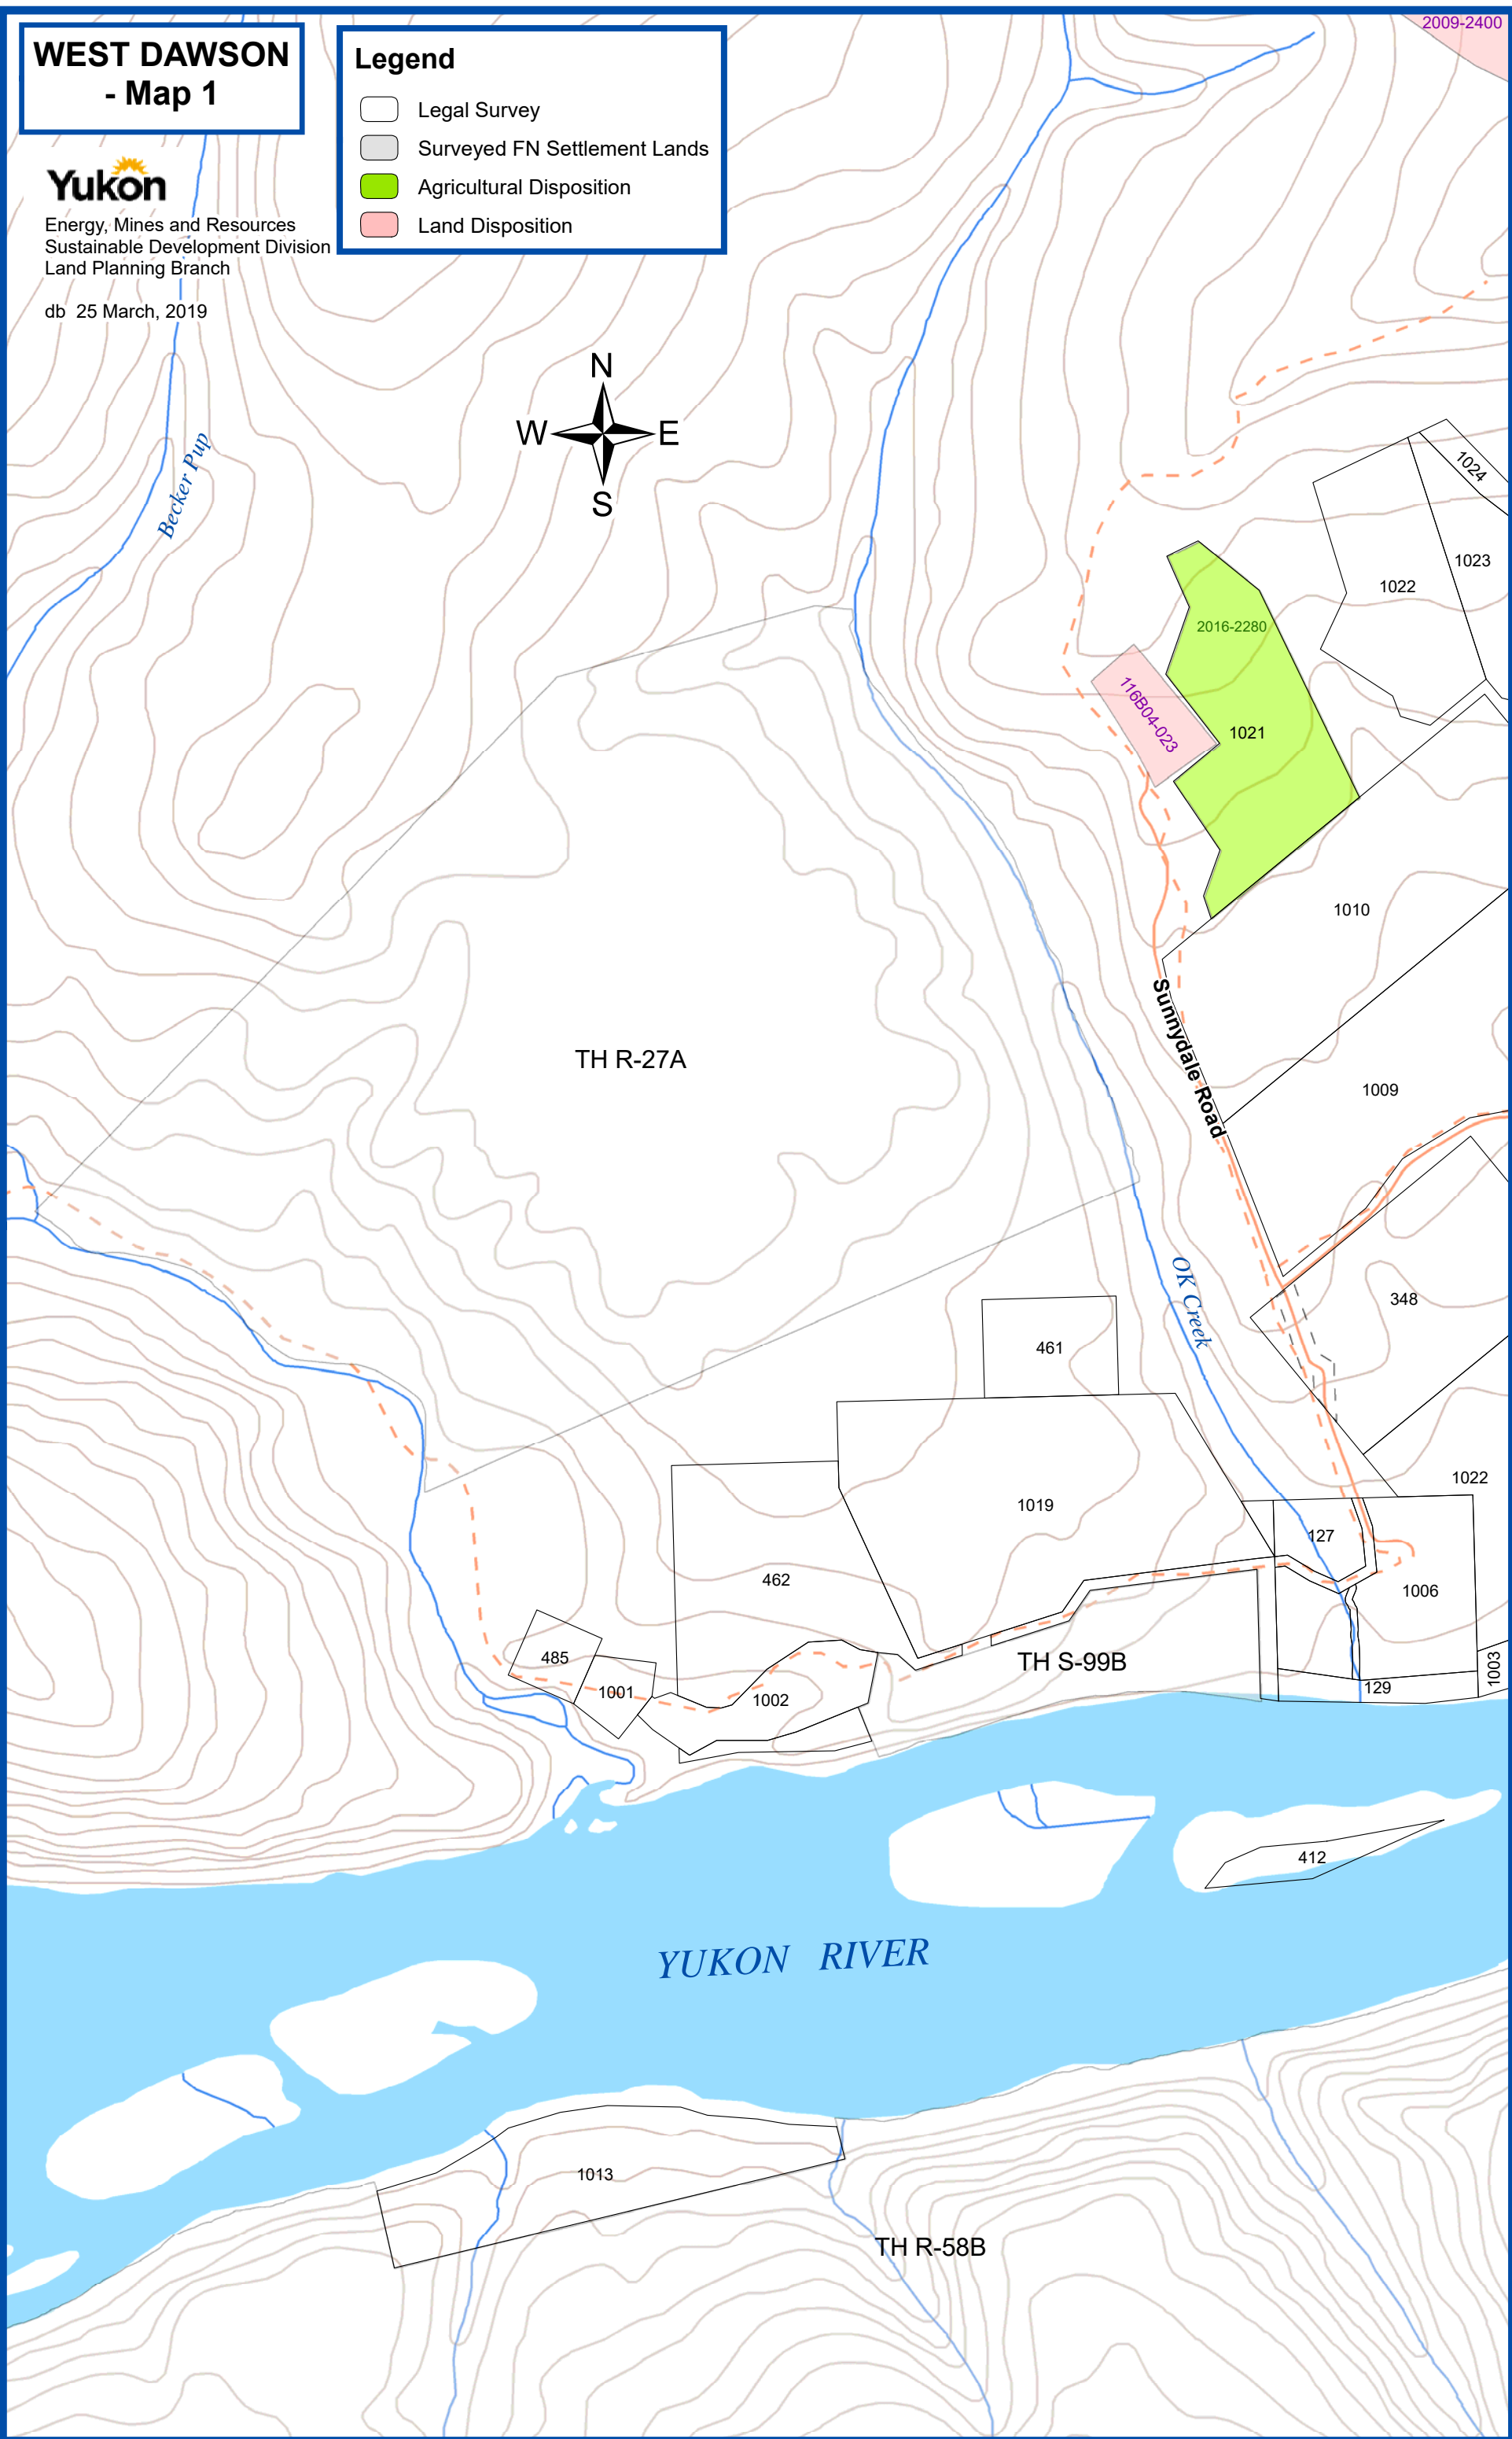 WEST DAWSON
- Map 1
Legend
Legal Survey
Surveyed FN Settlement Lands
Agricultural Disposition
Land Disposition
Yukon
Energy, Mines and Resources
Sustainable Development Division
Land Planning Branch
db 25 March, 2019
2009-2400
N
W E
S
Becker Pup
1024
1023
1022
2016-2280
116B04-023
1021
1010
Sunnydale Road
TH R-27A
1009
OK Creek
348
461
1022
1019
127
462
1006
485
TH S-99B
1003
1001
1002
129
412
YUKON RIVER
1013
TH R-58B